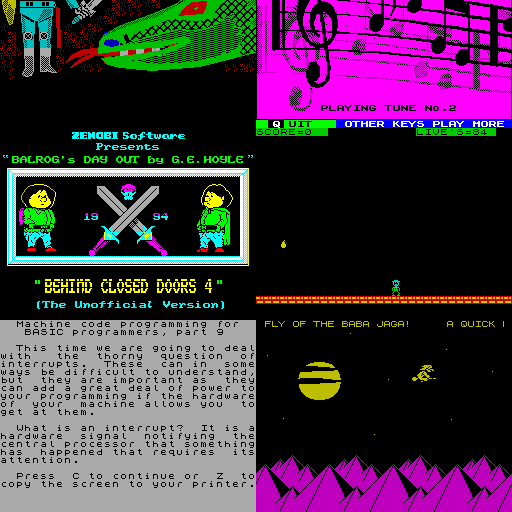 PLAYING TUNE No.2
Q UIT OTHER KEYS PLAY MORE
SCORE=0 LIVE'S=84
ZENOBI Software
Presents
"BALROG's DAY OUT by G.E.HOYLE"
19 94
"BEHIND CLOSED DOORS 4"
(The Unofficial Version)
Machine code programming for
BASIC programmers, part 9
This time we are going to deal
with the thorny question of
interrupts. These can in some
ways be difficult to understand,
but they are important as they
can add a great deal of power to
your programming if the hardware
of your machine allows you to
get at them.
What is an interrupt? It is a
hardware signal notifying the
central processor that something
has happened that requires its
attention.
Press C to continue or Z to
copy the screen to your printer.
FLY OF THE BABA JAGA! A QUICK